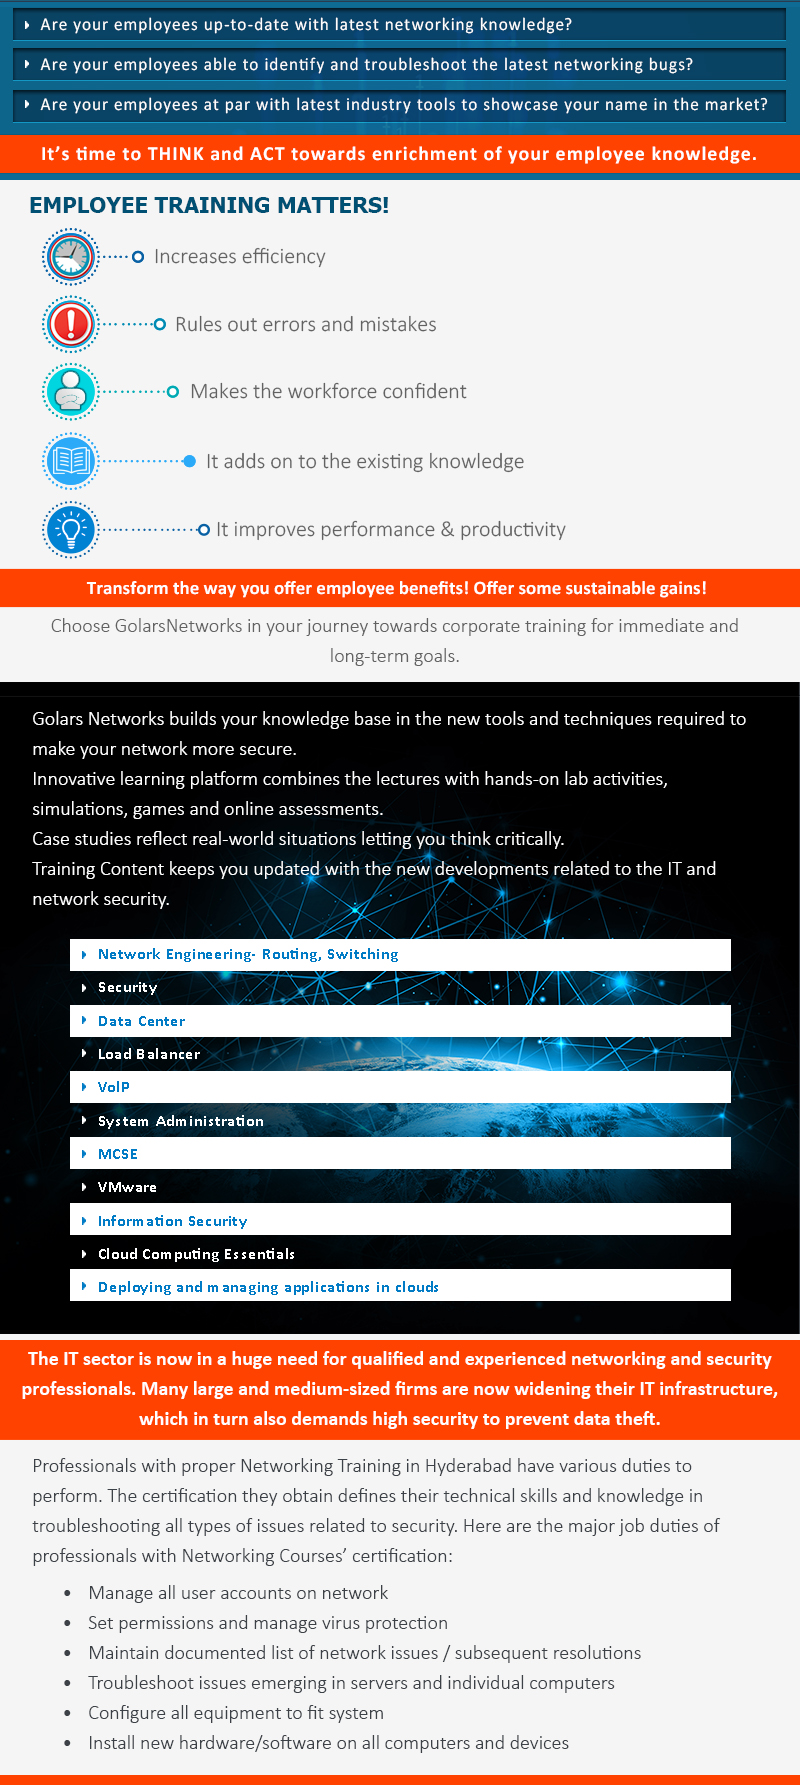 Are your employees up-to-date with latest networking knowledge?
Are your employees able to identify and troubleshoot the latest networking bugs?
Are your employees at par with latest industry tools to showcase your name in the market?
It's time to THINK and ACT towards enrichment of your employee knowledge.
EMPLOYEE TRAINING MATTERS!
Increases efficiency
Rules out errors and mistakes
Makes the workforce confident
It adds on to the existing knowledge
It improves performance & productivity
Transform the way you offer employee benefits! Offer some sustainable gains!
Choose GolarsNetworks in your journey towards corporate training for immediate and
long-term goals.
Golars Networks builds your knowledge base in the new tools and techniques required to
make your network more secure.
Innovative learning platform combines the lectures with hands-on lab activities,
simulations, games and online assessments.
Case studies reflect real-world situations letting you think critically.
Training Content keeps you updated with the new developments related to the IT and
network security.
Network Engineering- Routing, Switching
Security
Data Center
Load Balancer
VoIP
System Administration
MCSE
VMware
Information Security
Cloud Computing Essentials
Deploying and managing applications in clouds
The IT sector is now in a huge need for qualified and experienced networking and security
professionals. Many large and medium-sized firms are now widening their IT infrastructure,
which in turn also demands high security to prevent data theft.
Professionals with proper Networking Training in Hyderabad have various duties to
perform. The certification they obtain defines their technical skills and knowledge in
troubleshooting all types of issues related to security. Here are the major job duties of
professionals with Networking Courses' certification:
• Manage all user accounts on network
• Set permissions and manage virus protection
• Maintain documented list of network issues / subsequent resolutions
• Troubleshoot issues emerging in servers and individual computers
• Configure all equipment to fit system
• Install new hardware/software on all computers and devices